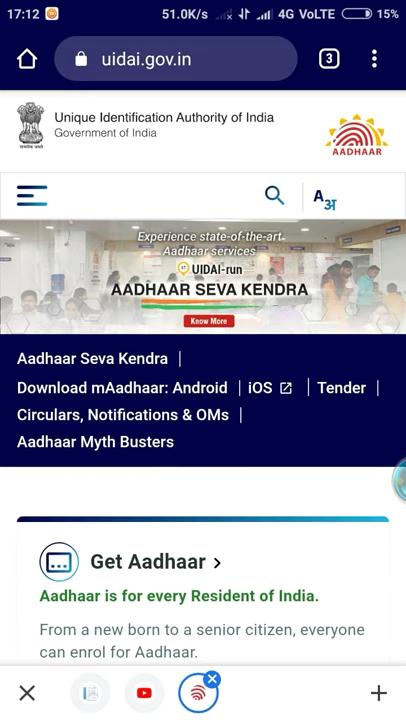 17:12 51.0K/s 4G VoLTE 15%
uidai.gov.in 3
Unique Identification Authority of India
Government of India
AADHAAR
A अ
Experience state-of-the-art
Aadhaar services
UIDAI-run
AADHAAR SEVA KENDRA
Know More
Aadhaar Seva Kendra |
Download mAadhaar: Android | iOS | Tender |
Circulars, Notifications & OMs |
Aadhaar Myth Busters
Get Aadhaar >
Aadhaar is for every Resident of India.
From a new born to a senior citizen, everyone
can enrol for Aadhaar.